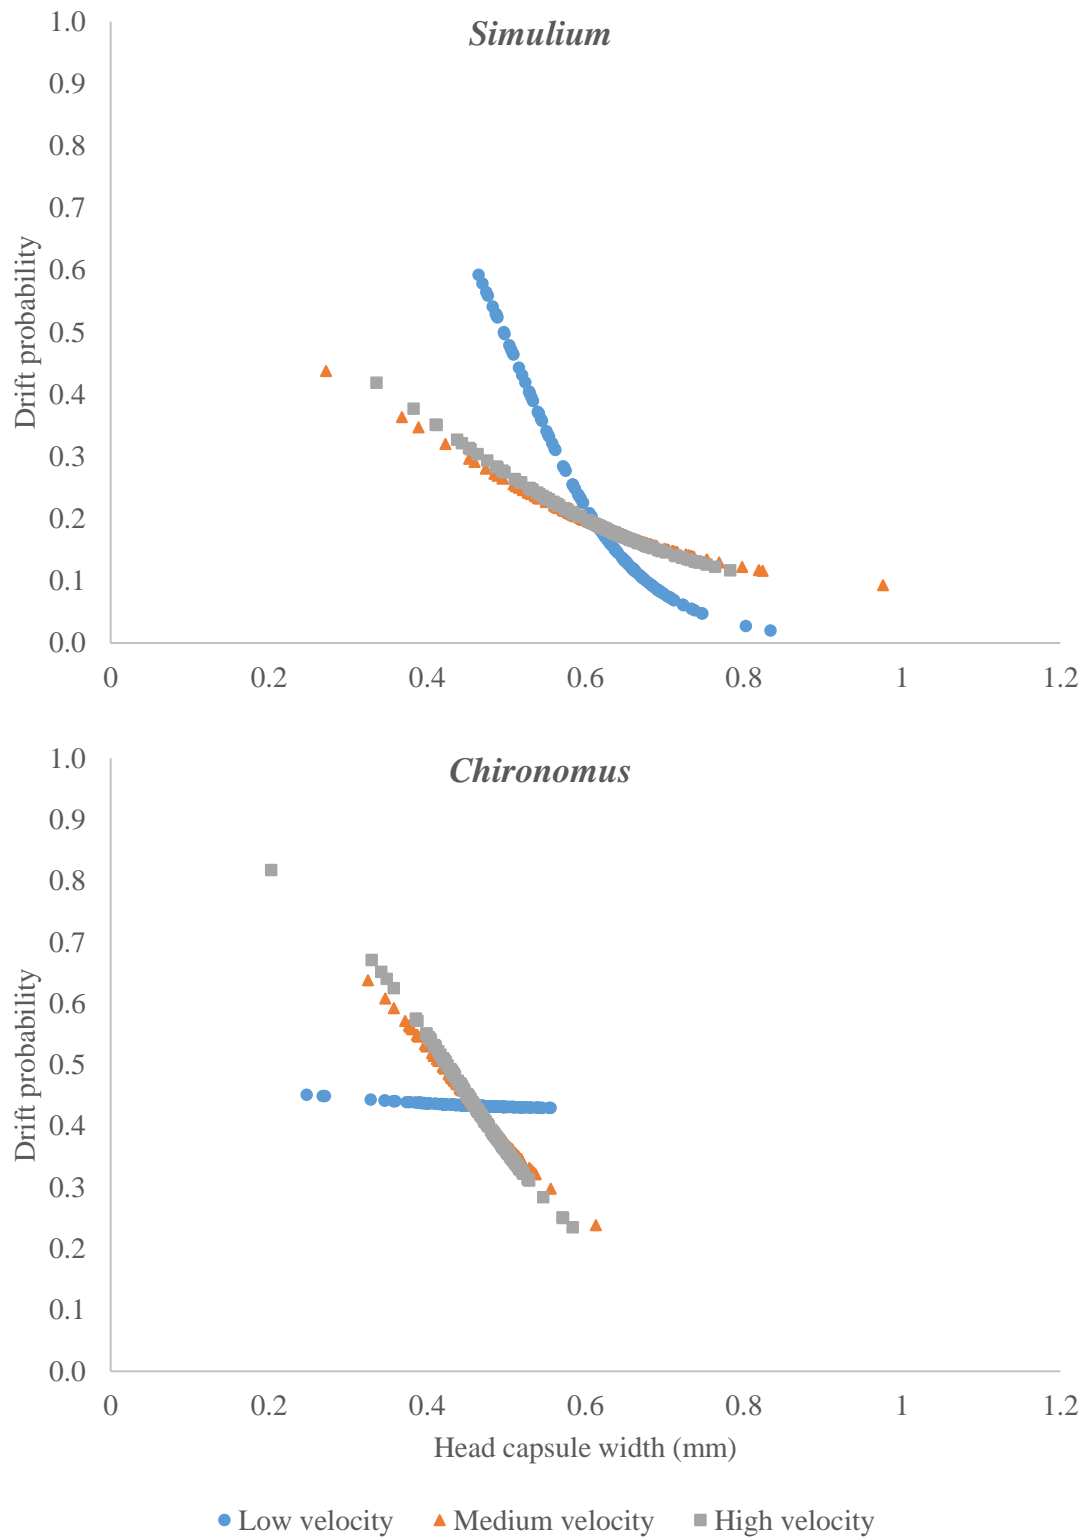 Simulium
1.0
0.9
0.8
0.7
0.6
0.5
0.4
0.3
0.2
0.1
0.0
Drift probability
0 0.2 0.4 0.6 0.8 1 1.2
Chironomus
1.0
0.9
0.8
0.7
0.6
0.5
0.4
0.3
0.2
0.1
0.0
Drift probability
0 0.2 0.4 0.6 0.8 1 1.2
Head capsule width (mm)
Low velocity Medium velocity High velocity